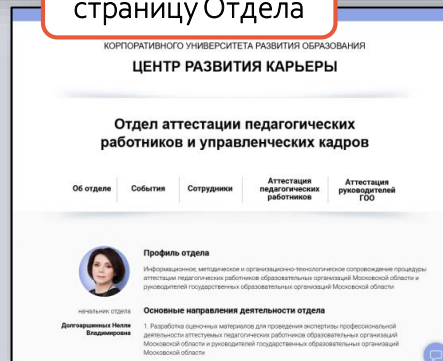 страницу Отдела
КОРПОРАТИВНОГО УНИВЕРСИТЕТА РАЗВИТИЯ ОБРАЗОВАНИЯ
ЦЕНТР РАЗВИТИЯ КАРЬЕРЫ
Отдел аттестации педагогических
работников и управленческих кадров
Об отделе События Сотрудники Аттестация педагогических работников Аттестация руководителей ГОО
Профиль отдела
Информационное, методическое и организационно-технологическое сопровождение процедуры
аттестации педагогических работников образовательных организаций Московской области и
руководителей государственных образовательных организаций Московской области
начальник отдела
Долгоаршинных Нелли
Владимировна
Основные направления деятельности отдела
1. Разработка оценочных материалов для проведения экспертизы профессиональной
деятельности аттестуемых педагогических работников образовательных организаций
Московской области и руководителей государственных образовательных организаций
Московской области